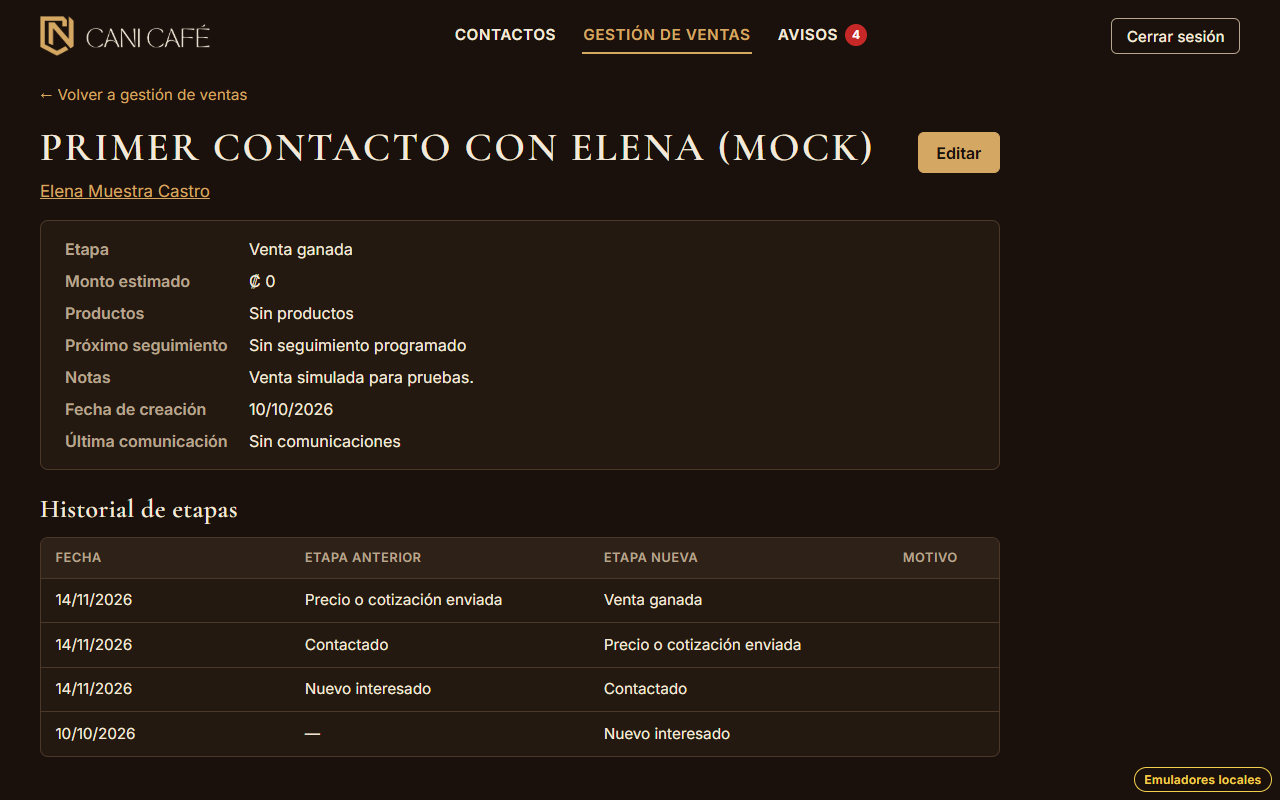 CANI CAFÉ
CONTACTOS GESTIÓN DE VENTAS AVISOS 4
Cerrar sesión
← Volver a gestión de ventas
PRIMER CONTACTO CON ELENA (MOCK)
Editar
Elena Muestra Castro
Etapa Venta ganada
Monto estimado ₡ 0
Productos Sin productos
Próximo seguimiento Sin seguimiento programado
Notas Venta simulada para pruebas.
Fecha de creación 10/10/2026
Última comunicación Sin comunicaciones
Historial de etapas
FECHA ETAPA ANTERIOR ETAPA NUEVA MOTIVO
14/11/2026 Precio o cotización enviada Venta ganada
14/11/2026 Contactado Precio o cotización enviada
14/11/2026 Nuevo interesado Contactado
10/10/2026 — Nuevo interesado
Emuladores locales